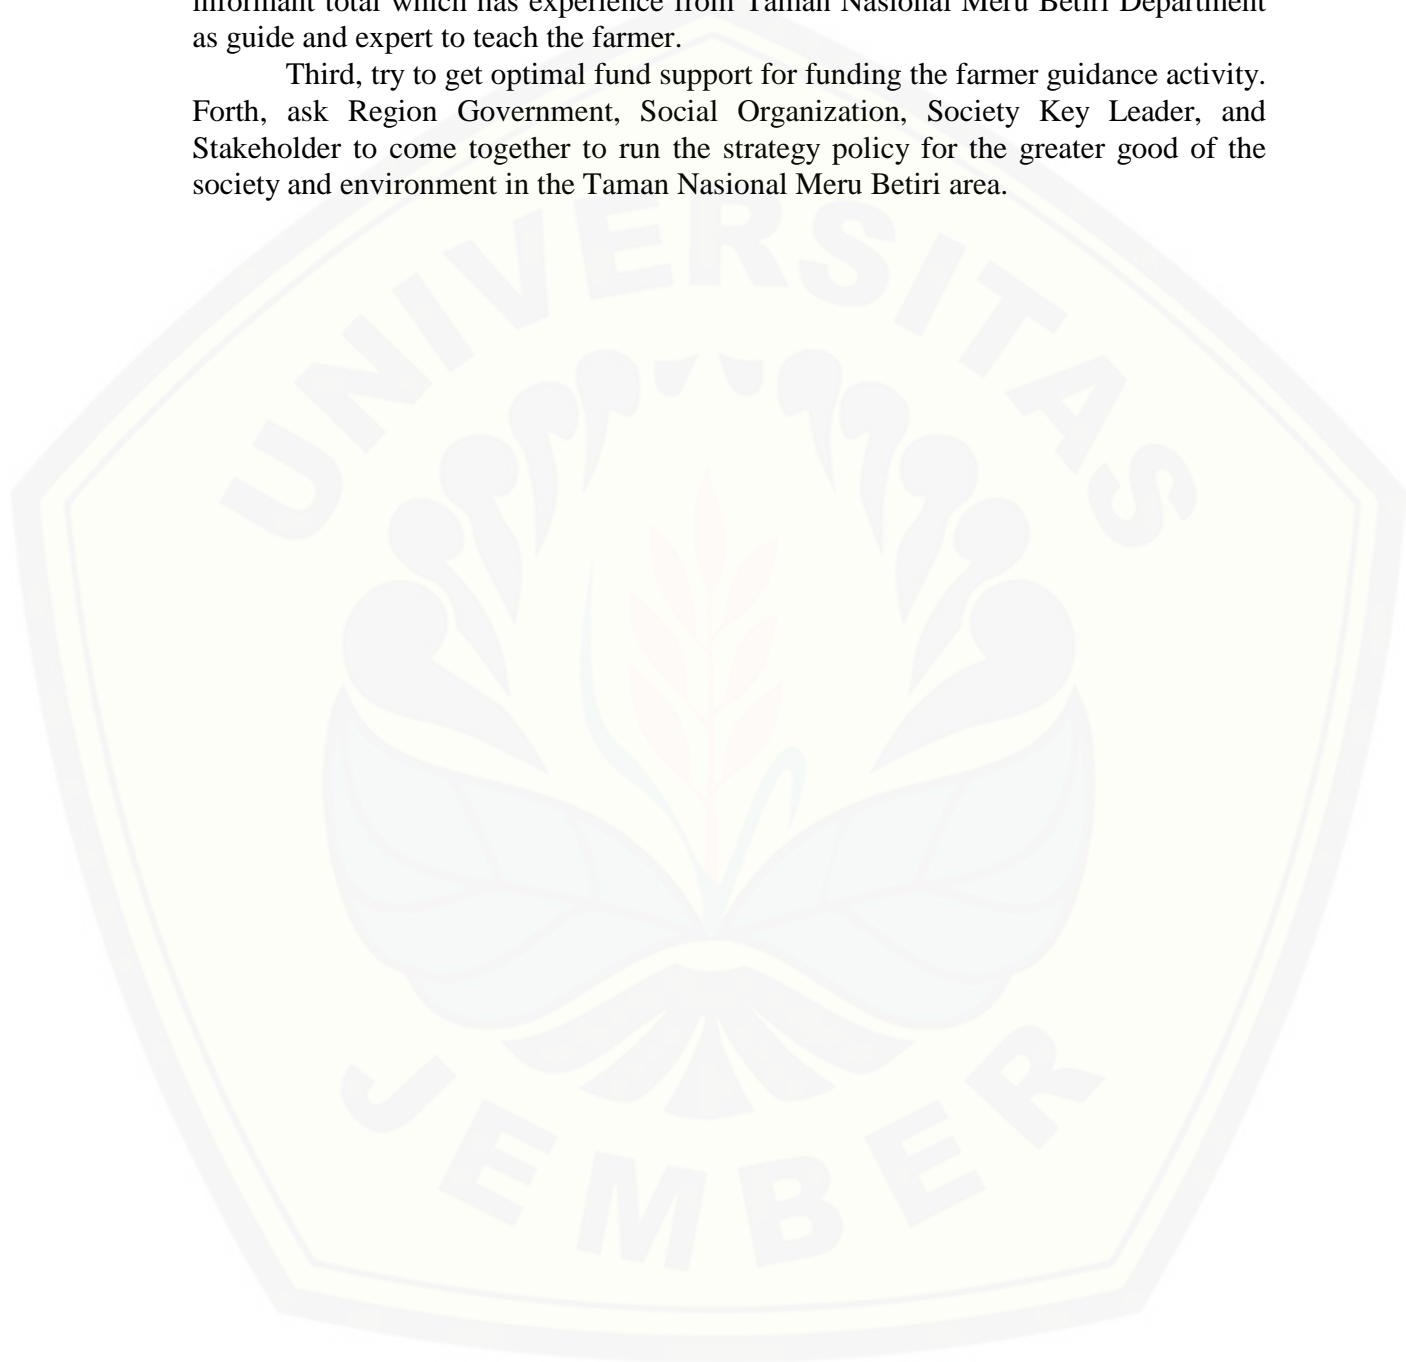 informant total which has experience from Taman Nasional Meru Betiri Department
as guide and expert to teach the farmer.
Third, try to get optimal fund support for funding the farmer guidance activity.
Forth, ask Region Government, Social Organization, Society Key Leader, and
Stakeholder to come together to run the strategy policy for the greater good of the
society and environment in the Taman Nasional Meru Betiri area.
UNIVERSITAS
JEMBER